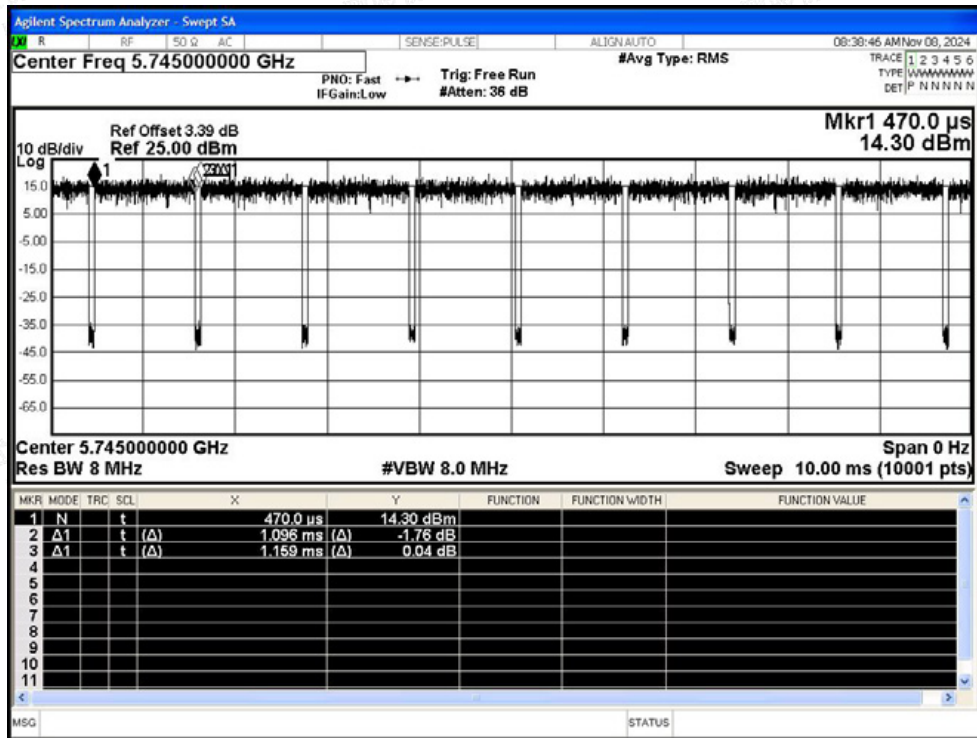 Agilent Spectrum Analyzer - Swept SA
R RF 50 Ω AC SENSE:PULSE ALIGNAUTO 08:38:46 AM Nov 08, 2024
Center Freq 5.745000000 GHz #Avg Type: RMS TRACE 1 2 3 4 5 6
PNO: Fast Trig: Free Run TYPE WWWWWW
IFGain:Low #Atten: 36 dB DET P N N N N N
Mkr1 470.0 µs
14.30 dBm
Ref Offset 3.39 dB
10 dB/div Ref 25.00 dBm
Log
1
15.0
5.00
-5.00
-15.0
-25.0
-35.0
-45.0
-55.0
-65.0
Center 5.745000000 GHz Span 0 Hz
Res BW 8 MHz #VBW 8.0 MHz Sweep 10.00 ms (10001 pts)
MKR MODE TRC SCL X Y FUNCTION FUNCTION WIDTH FUNCTION VALUE
1 N t 470.0 µs 14.30 dBm
2 Δ1 t (Δ) 1.096 ms (Δ) -1.76 dB
3 Δ1 t (Δ) 1.159 ms (Δ) 0.04 dB
4
5
6
7
8
9
10
11
MSG STATUS